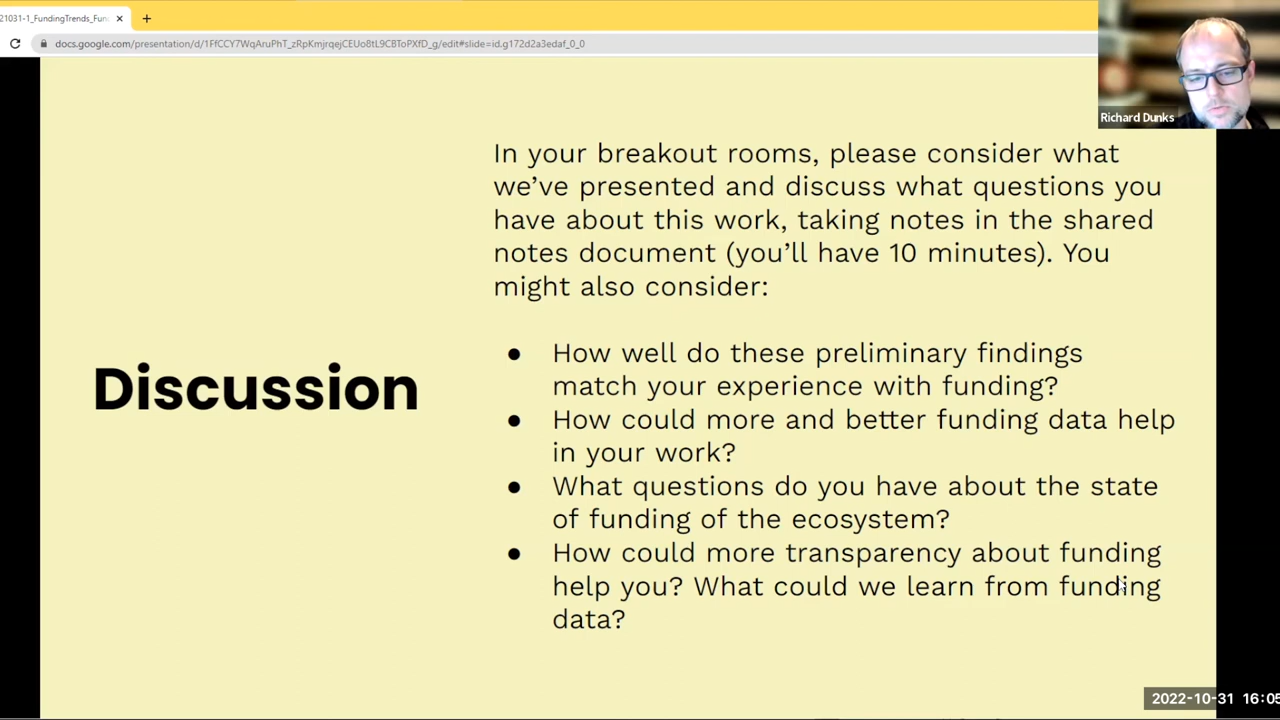 21031-1_FundingTrends_Fun
docs.google.com/presentation/d/1FfCCY7WqAruPhT_zRpKmjrqejCEUo8tL9CBToPXfD_g/edit#slide=id.g172d2a3edaf_0_0
Richard Dunks
In your breakout rooms, please consider what
we’ve presented and discuss what questions you
have about this work, taking notes in the shared
notes document (you’ll have 10 minutes). You
might also consider:
Discussion
● How well do these preliminary findings
match your experience with funding?
● How could more and better funding data help
in your work?
● What questions do you have about the state
of funding of the ecosystem?
● How could more transparency about funding
help you? What could we learn from funding
data?
2022-10-31 16:05